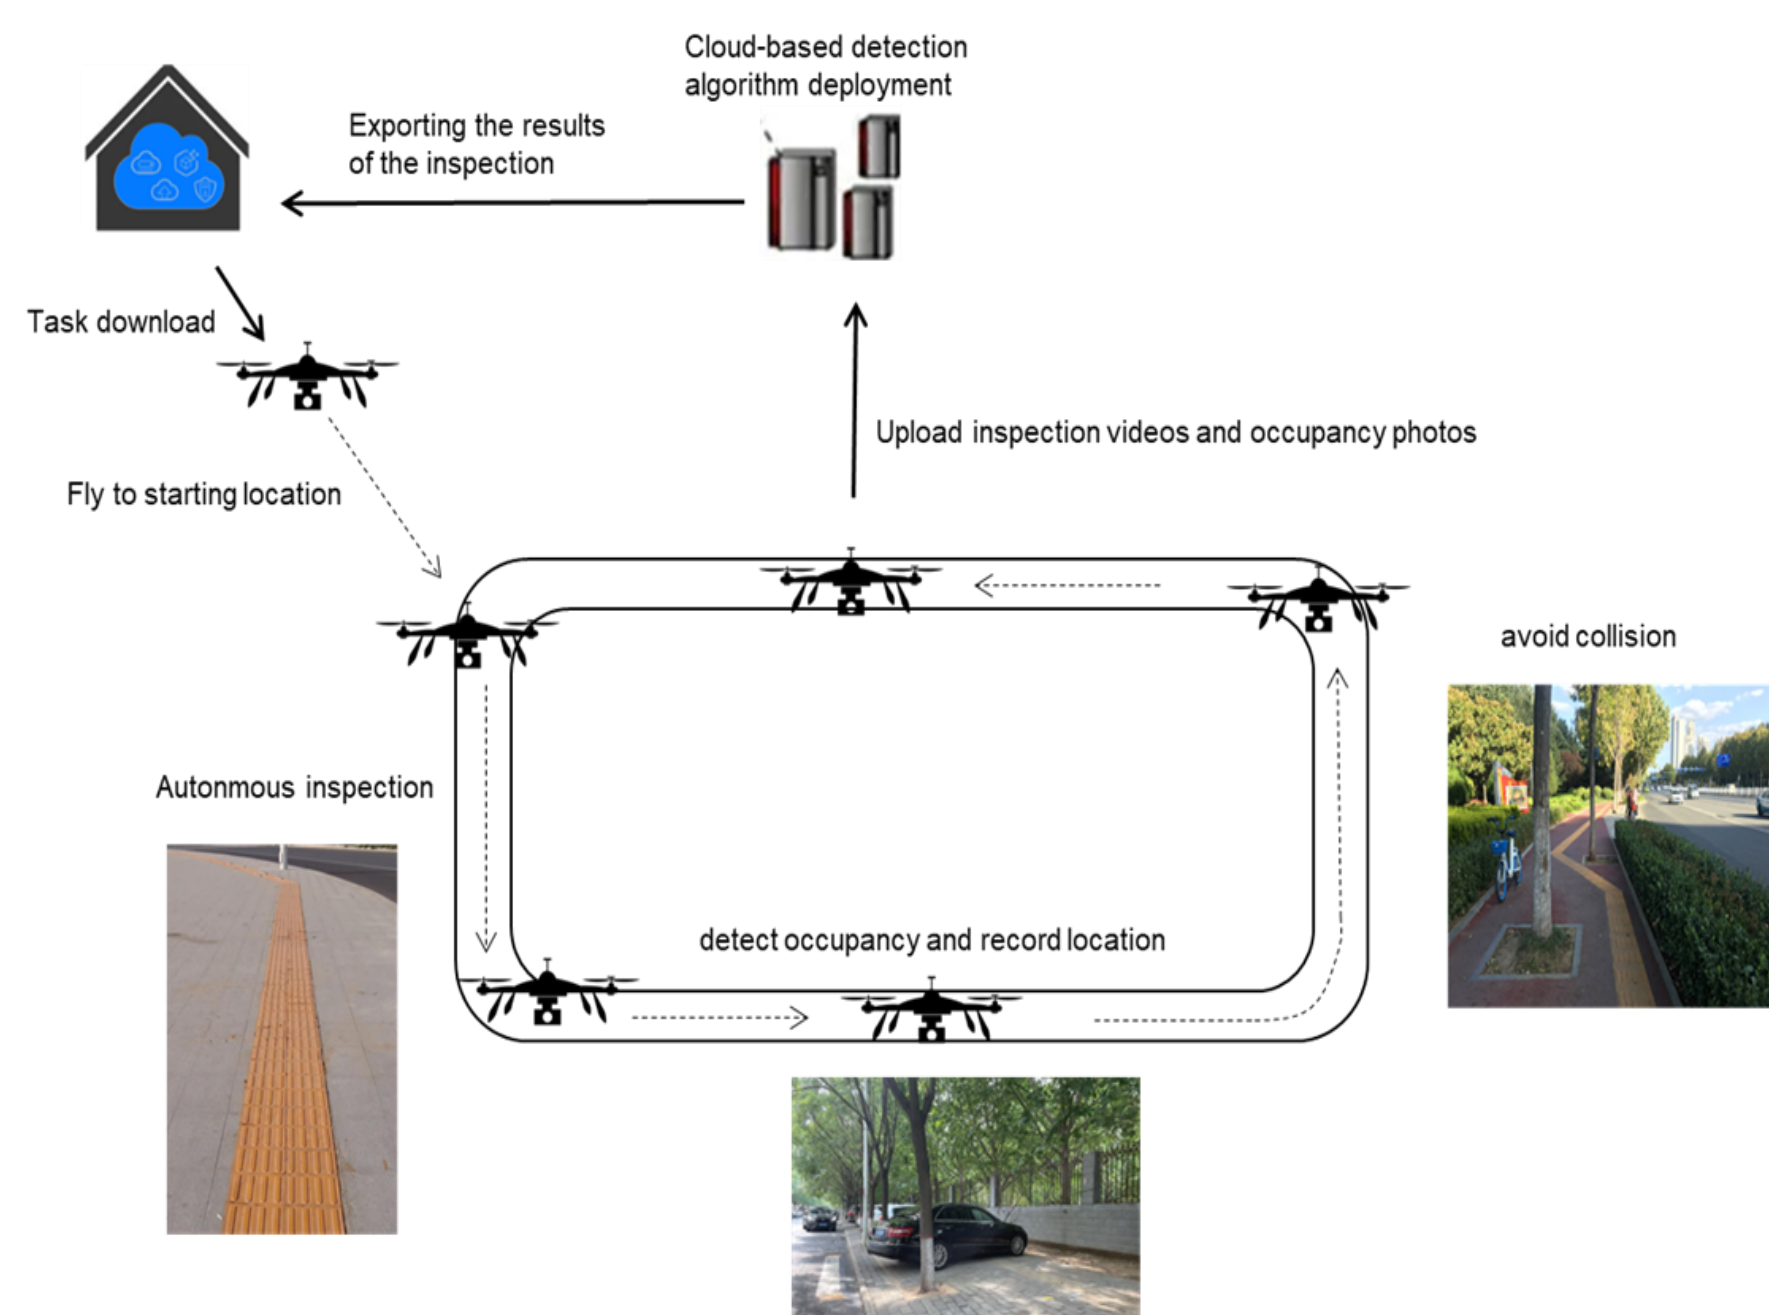 Cloud-based detection
algorithm deployment
Exporting the results
of the inspection
Task download
Upload inspection videos and occupancy photos
Fly to starting location
avoid collision
Autonmous inspection
detect occupancy and record location